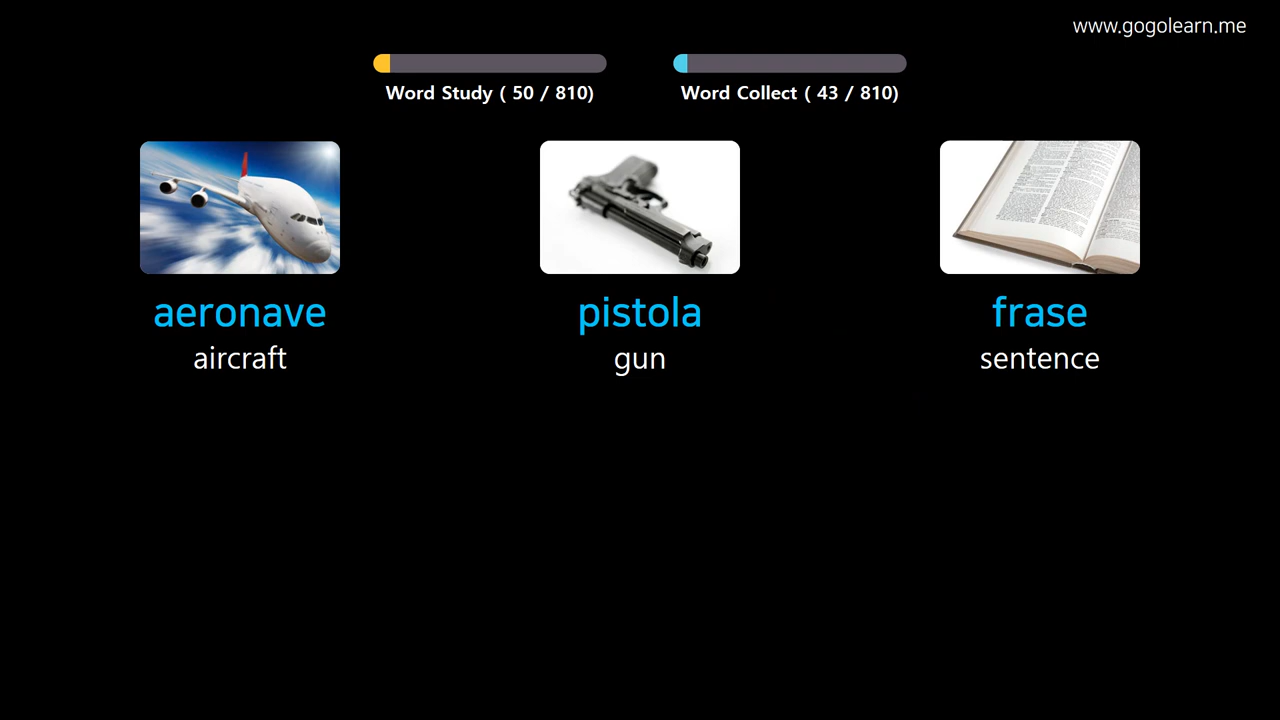 www.gogolearn.me
Word Study ( 50 / 810)
Word Collect ( 43 / 810)
aeronave
aircraft
pistola
gun
frase
sentence